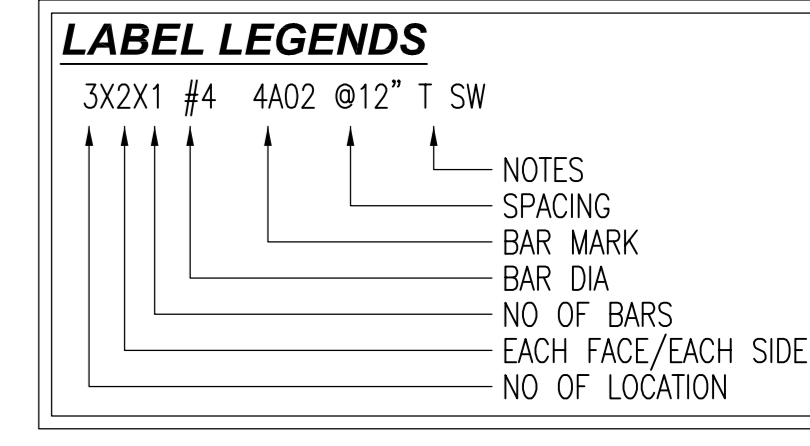 LABEL LEGENDS
3X2X1 #4 4A02 @12” T SW
NOTES
SPACING
BAR MARK
BAR DIA
NO OF BARS
EACH FACE/EACH SIDE
NO OF LOCATION